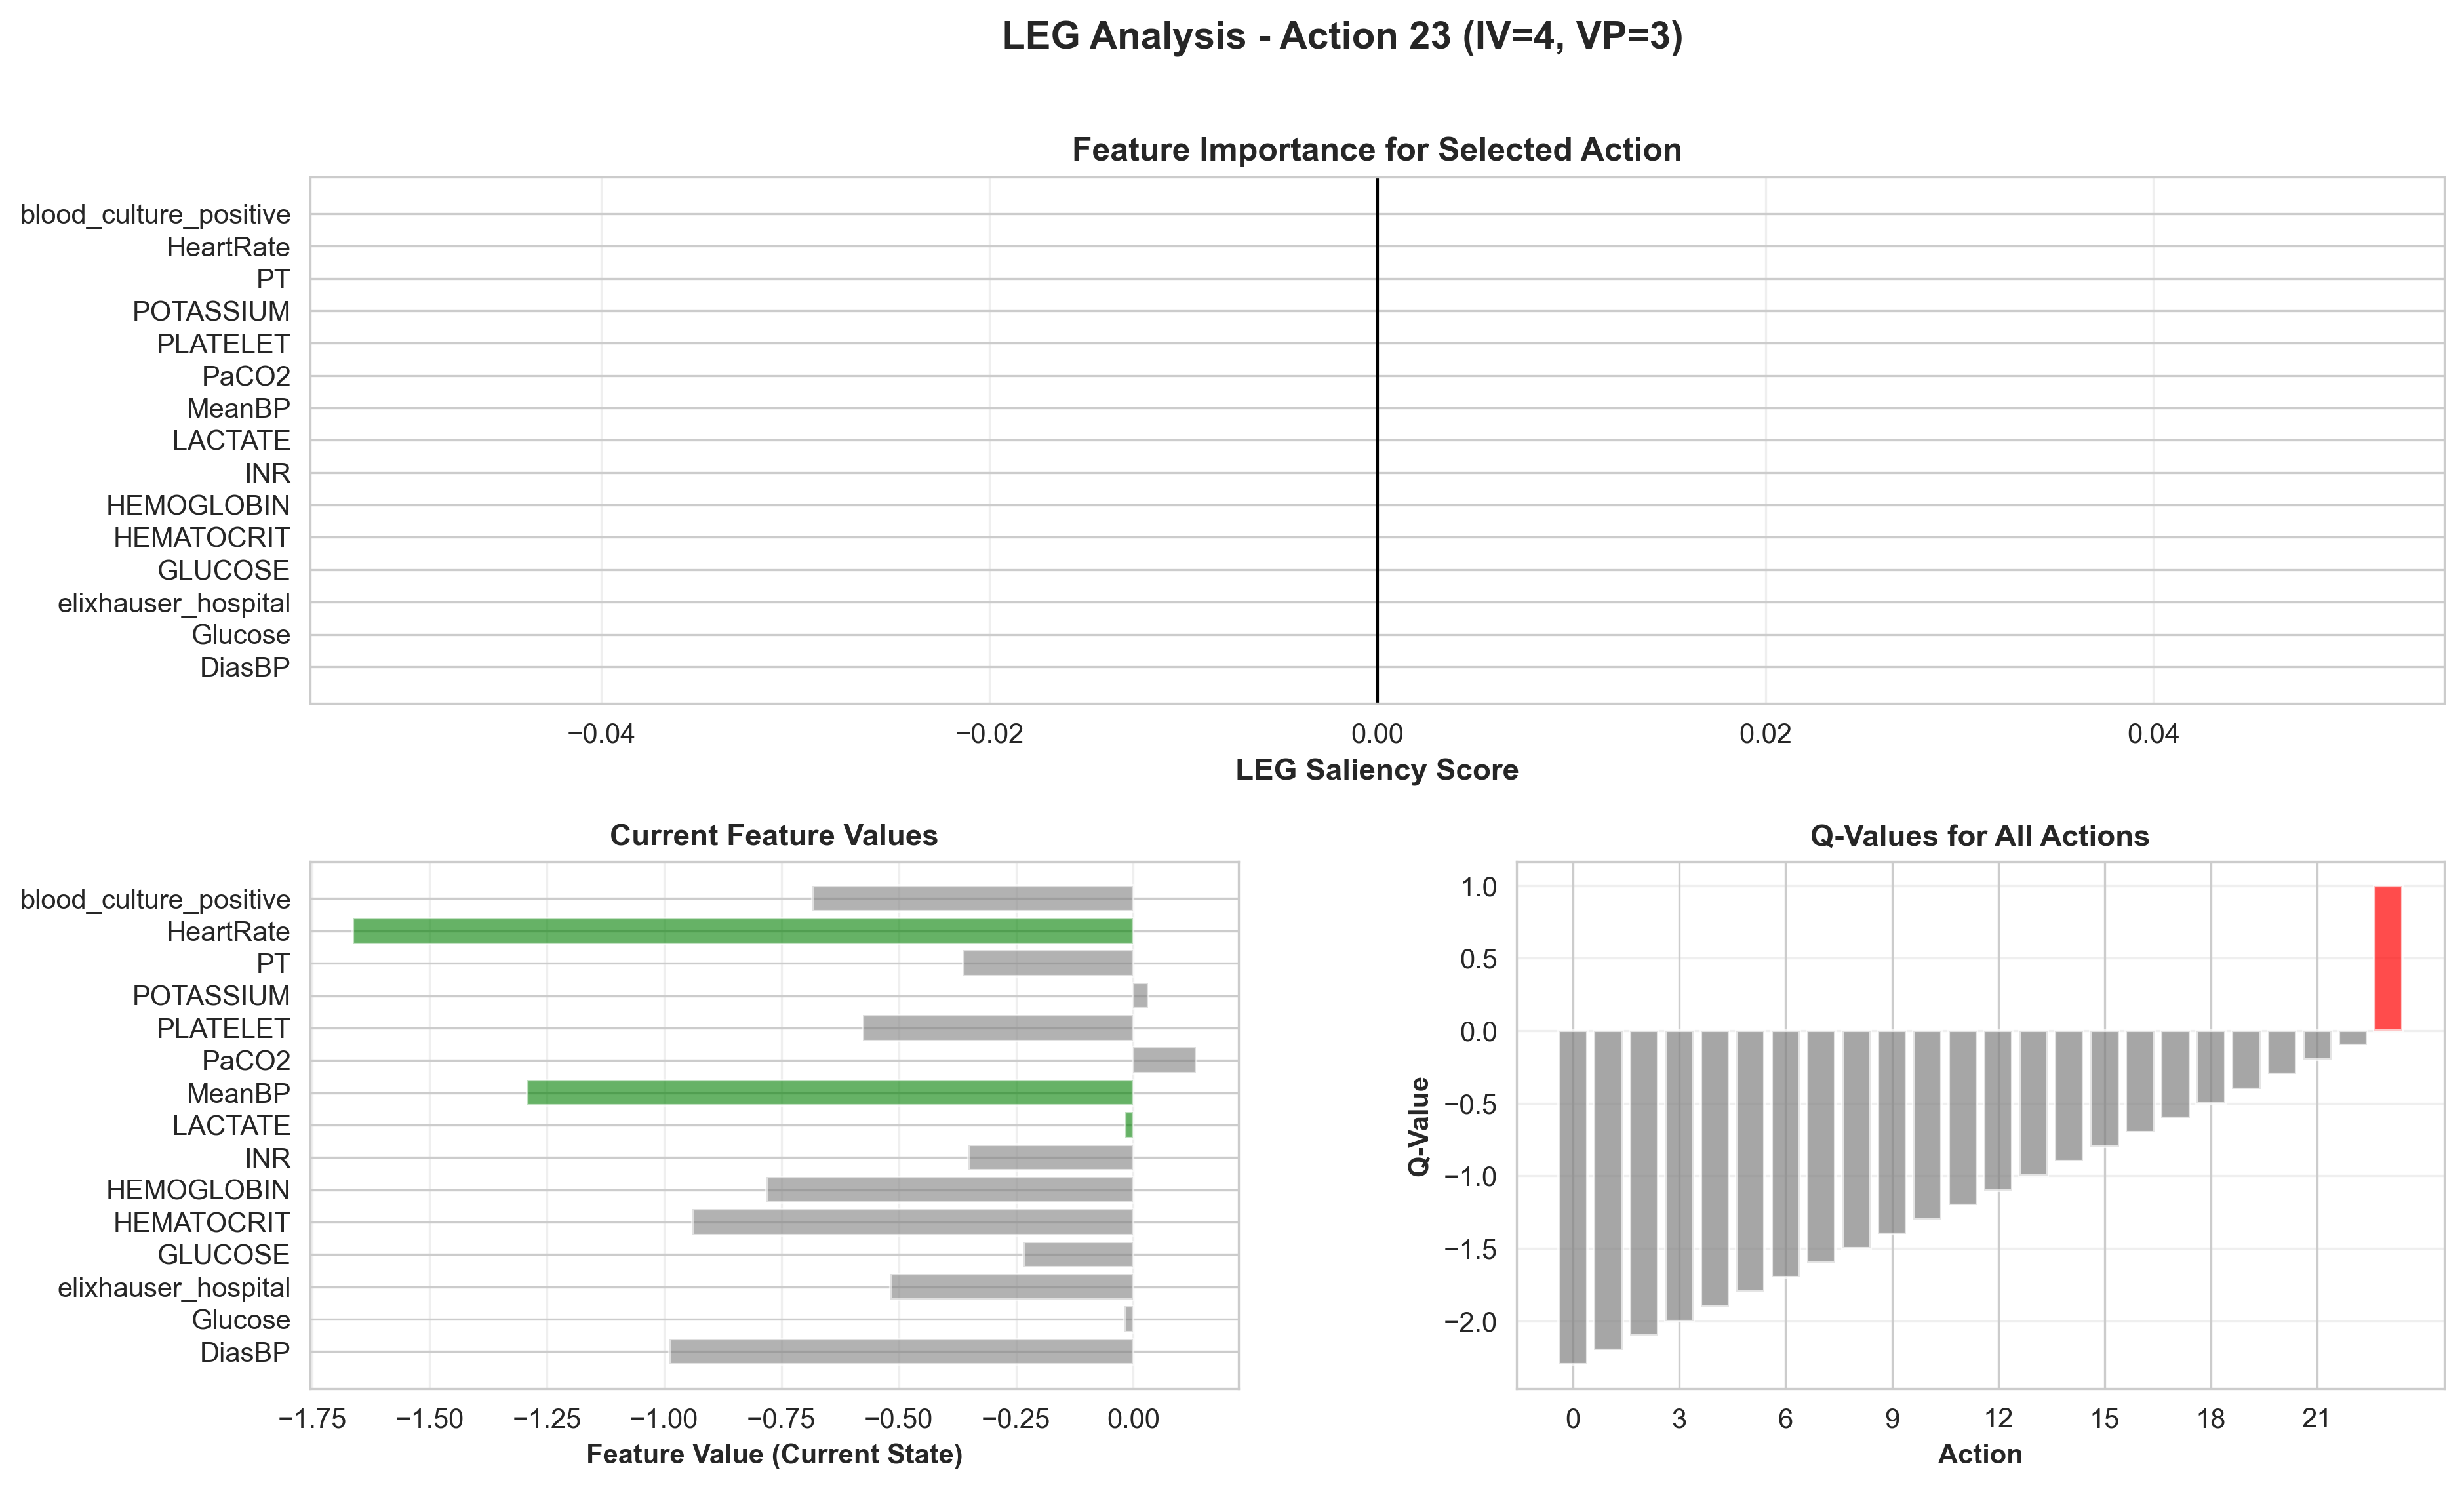 LEG Analysis - Action 23 (IV=4, VP=3)
Feature Importance for Selected Action
blood_culture_positive
HeartRate
PT
POTASSIUM
PLATELET
PaCO2
MeanBP
LACTATE
INR
HEMOGLOBIN
HEMATOCRIT
GLUCOSE
elixhauser_hospital
Glucose
DiasBP
−0.04 −0.02 0.00 0.02 0.04
LEG Saliency Score
Current Feature Values
blood_culture_positive
HeartRate
PT
POTASSIUM
PLATELET
PaCO2
MeanBP
LACTATE
INR
HEMOGLOBIN
HEMATOCRIT
GLUCOSE
elixhauser_hospital
Glucose
DiasBP
−1.75 −1.50 −1.25 −1.00 −0.75 −0.50 −0.25 0.00
Feature Value (Current State)
Q-Values for All Actions
Q-Value
1.0
0.5
0.0
−0.5
−1.0
−1.5
−2.0
0 3 6 9 12 15 18 21
Action